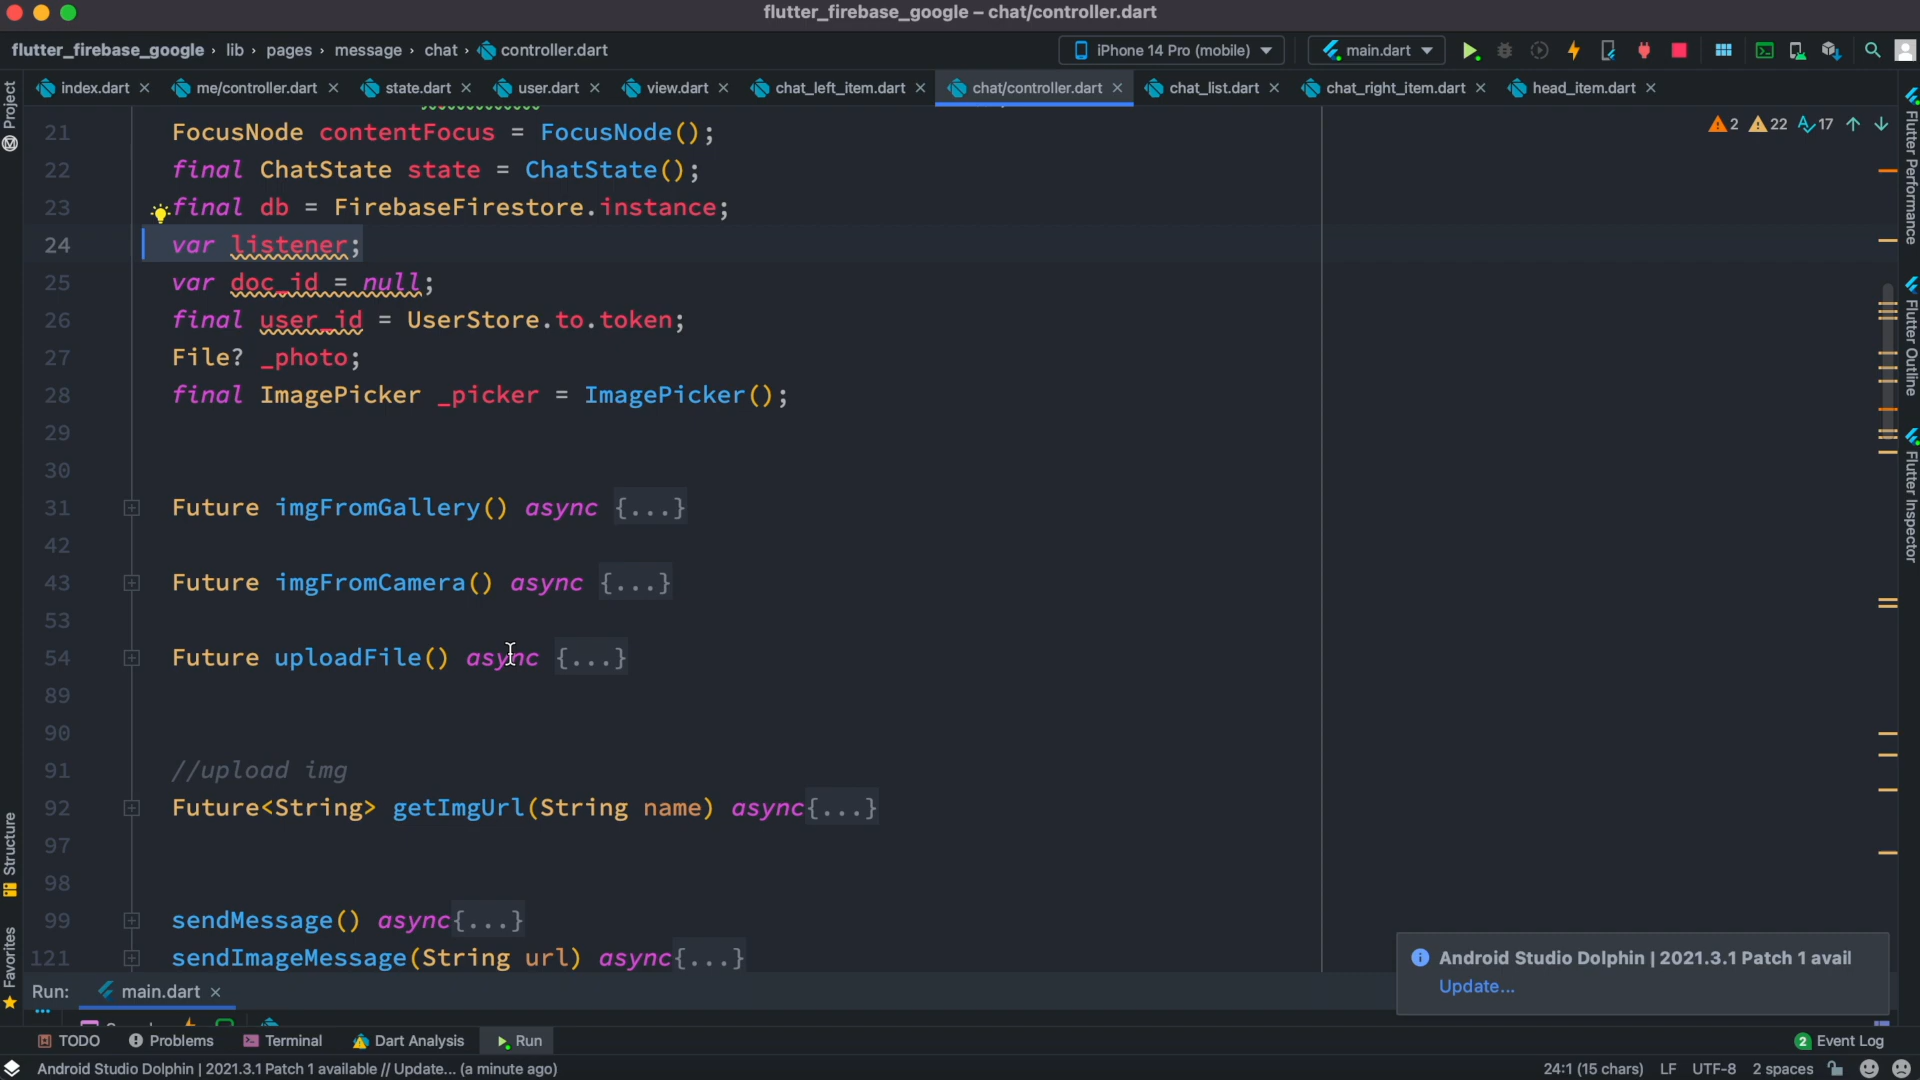 flutter_firebase_google – chat/controller.dart
flutter_firebase_google › lib › pages › message › chat › controller.dart
iPhone 14 Pro (mobile)
main.dart
index.dart
me/controller.dart
state.dart
user.dart
view.dart
chat_left_item.dart
chat/controller.dart
chat_list.dart
chat_right_item.dart
head_item.dart
Project
Structure
Favorites
2 22 17
21 FocusNode contentFocus = FocusNode();
22 final ChatState state = ChatState();
23 final db = FirebaseFirestore.instance;
24 var listener;
25 var doc_id = null;
26 final user_id = UserStore.to.token;
27 File? _photo;
28 final ImagePicker _picker = ImagePicker();
29
30
31 Future imgFromGallery() async {...}
42
43 Future imgFromCamera() async {...}
53
54 Future uploadFile() async {...}
89
90
91 //upload img
92 Future<String> getImgUrl(String name) async{...}
97
98
99 sendMessage() async{...}
121 sendImageMessage(String url) async{...}
Flutter Performance
Flutter Outline
Flutter Inspector
Android Studio Dolphin | 2021.3.1 Patch 1 avail
Update...
Run: main.dart
TODO
Problems
Terminal
Dart Analysis
Run
2 Event Log
Android Studio Dolphin | 2021.3.1 Patch 1 available // Update... (a minute ago)
24:1 (15 chars) LF UTF-8 2 spaces